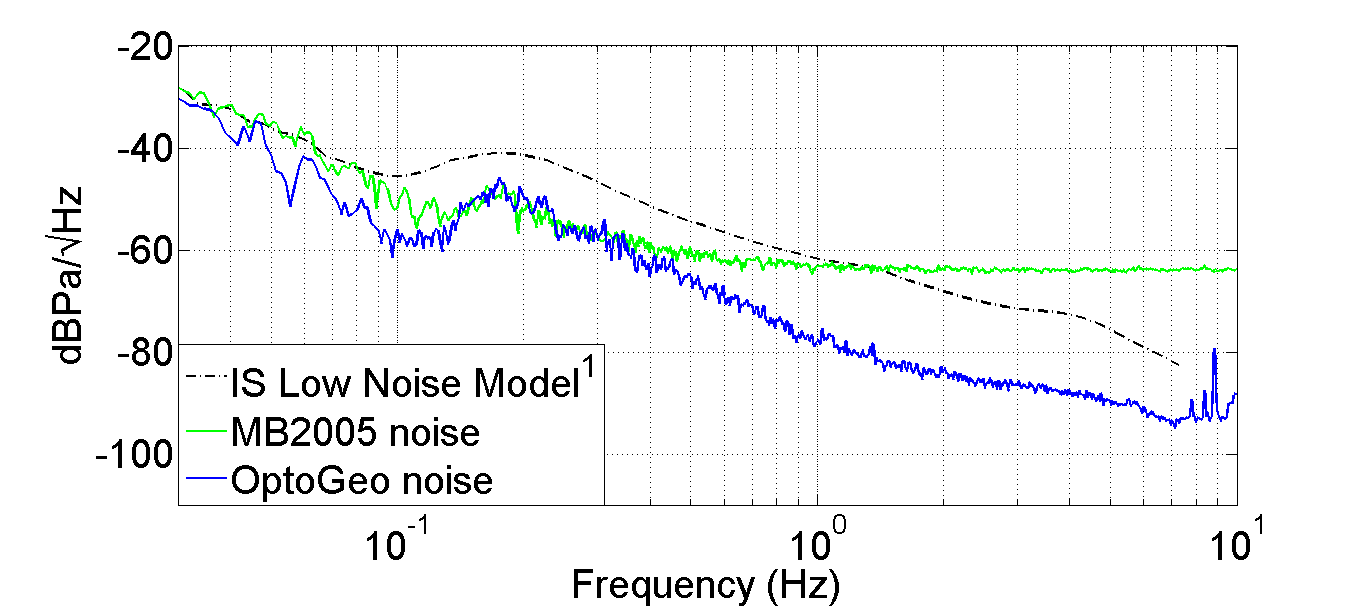 dBPa/√Hz
-20
-40
-60
-80
-100
IS Low Noise Model¹
MB2005 noise
OptoGeo noise
10⁻¹
10⁰
10¹
Frequency (Hz)